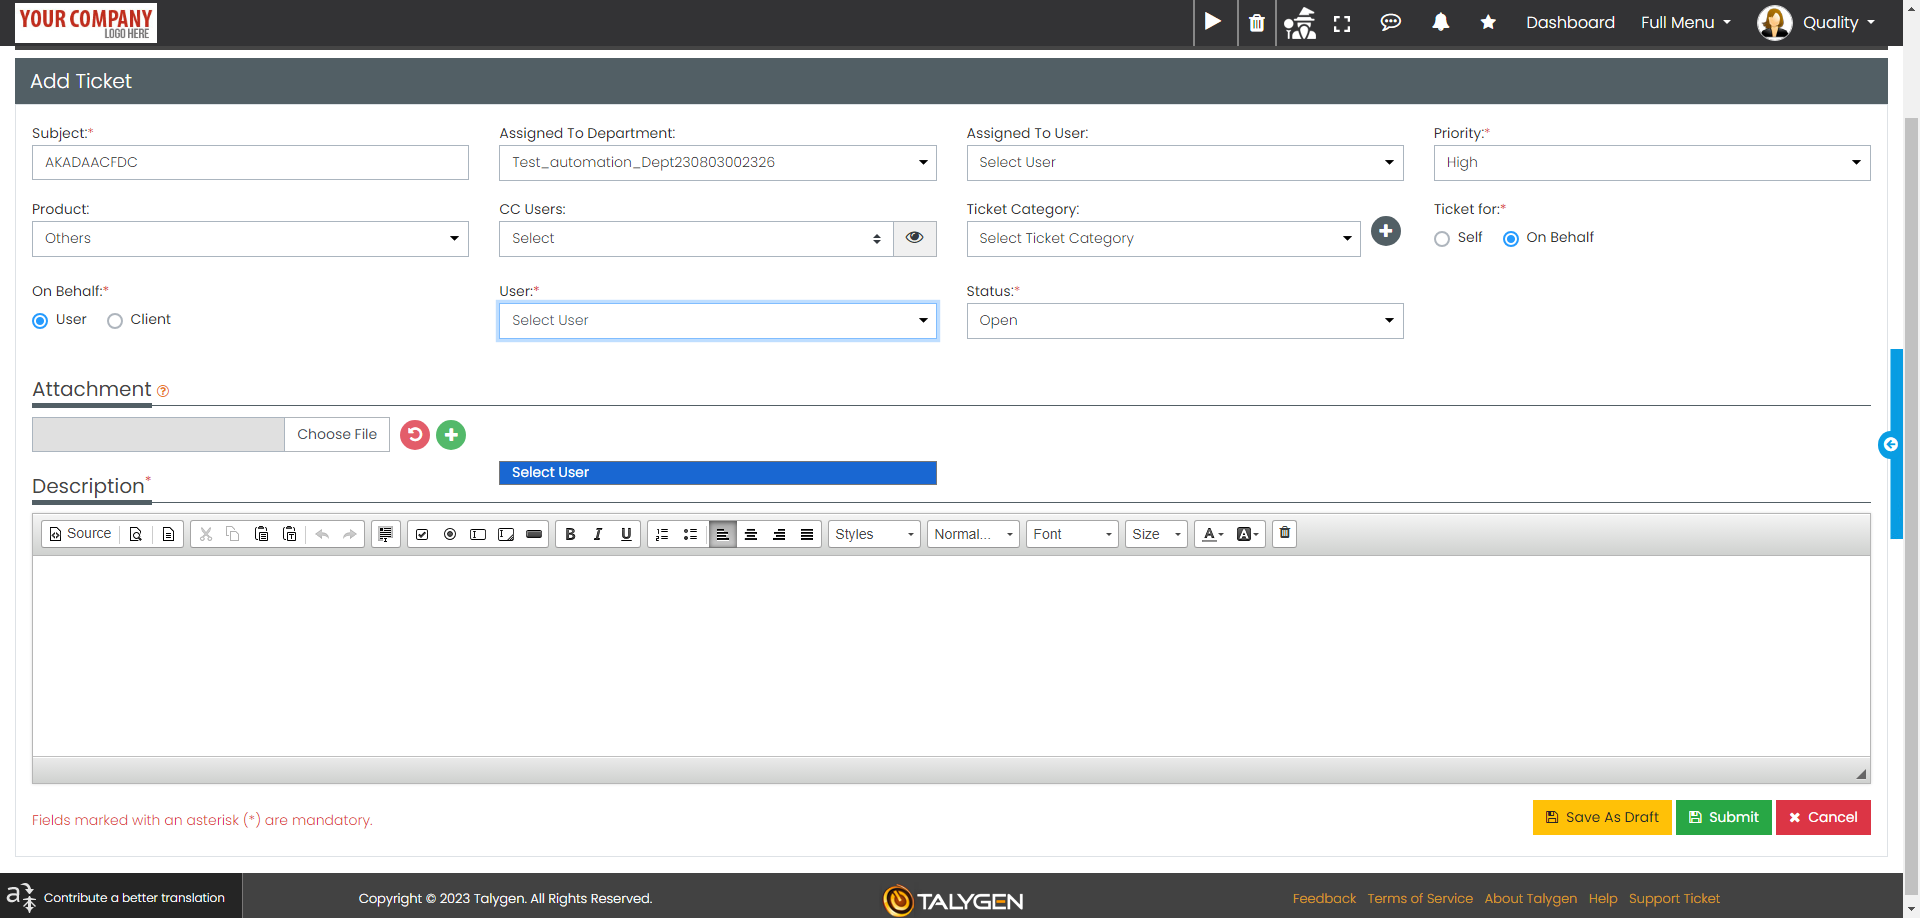 YOUR COMPANY
LOGO HERE
Dashboard
Full Menu
Quality
Add Ticket
Subject:*
Assigned To Department:
Assigned To User:
Priority:*
AKADAACFDC
Test_automation_Dept230803002326
Select User
High
Product:
CC Users:
Ticket Category:
Ticket for:*
Others
Select
Select Ticket Category
Self
On Behalf
On Behalf:*
User:*
Status:*
User
Client
Select User
Open
Attachment
Choose File
Select User
Description*
Source
B I U
Styles
Normal...
Font
Size
A
A
Fields marked with an asterisk (*) are mandatory.
Save As Draft
Submit
Cancel
Contribute a better translation
Copyright © 2023 Talygen. All Rights Reserved.
TALYGEN
Feedback
Terms of Service
About Talygen
Help
Support Ticket